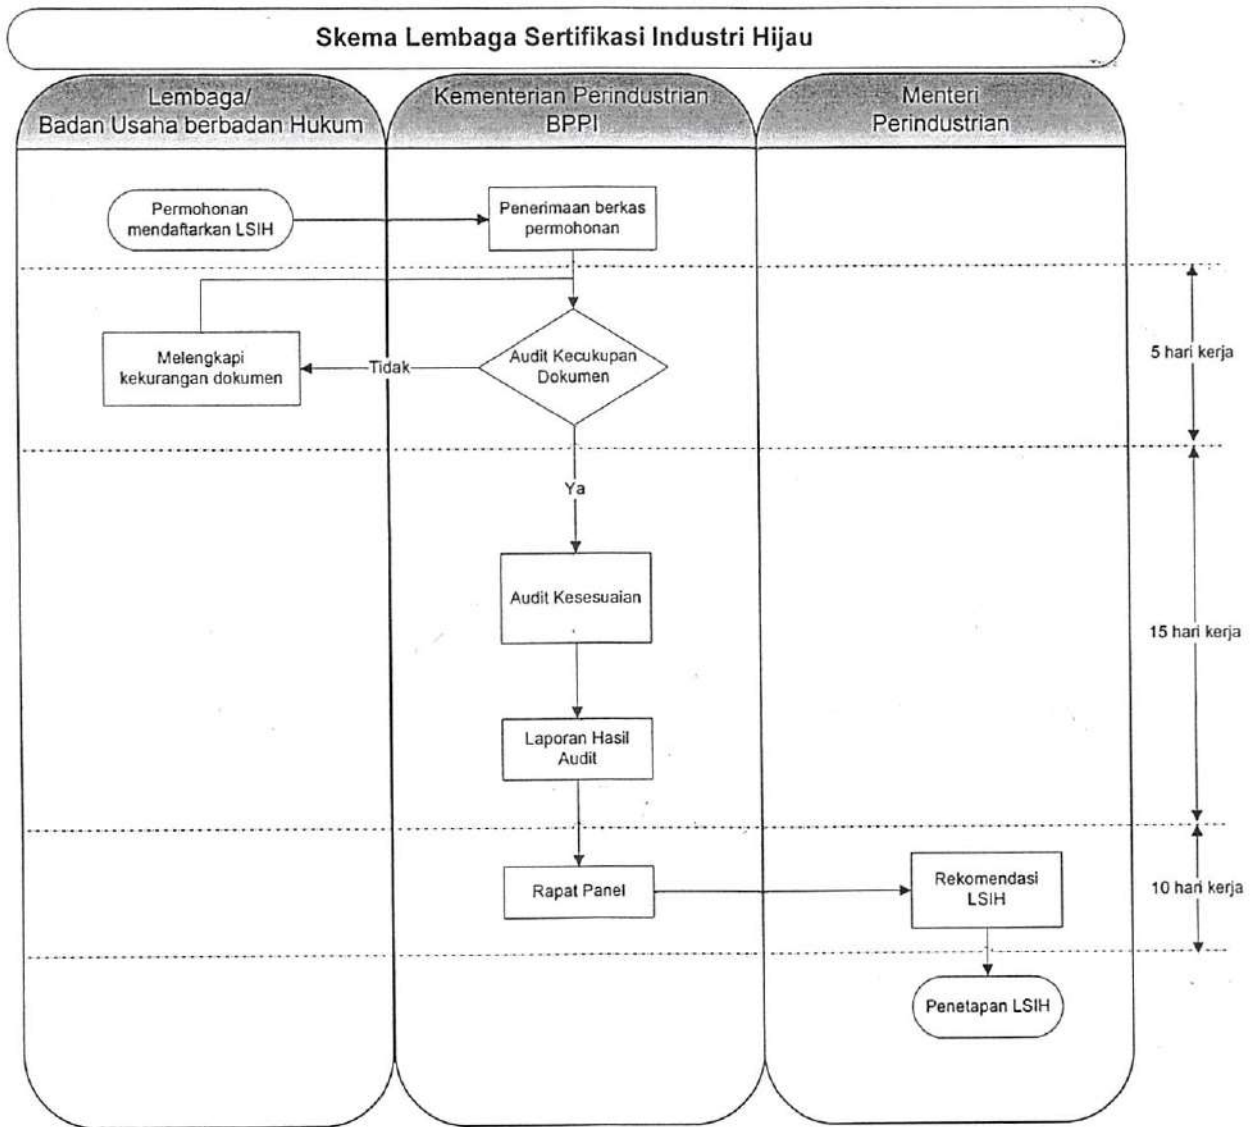 Skema Lembaga Sertifikasi Industri Hijau
Lembaga/
Badan Usaha berbadan Hukum
Kementerian Perindustrian
BPPI
Menteri
Perindustrian
Permohonan
mendaftarkan LSIH
Penerimaan berkas
permohonan
Melengkapi
kekurangan dokumen
Tidak
Audit Kecukupan
Dokumen
5 hari kerja
Ya
Audit Kesesuaian
15 hari kerja
Laporan Hasil
Audit
Rapat Panel
Rekomendasi
LSIH
10 hari kerja
Penetapan LSIH